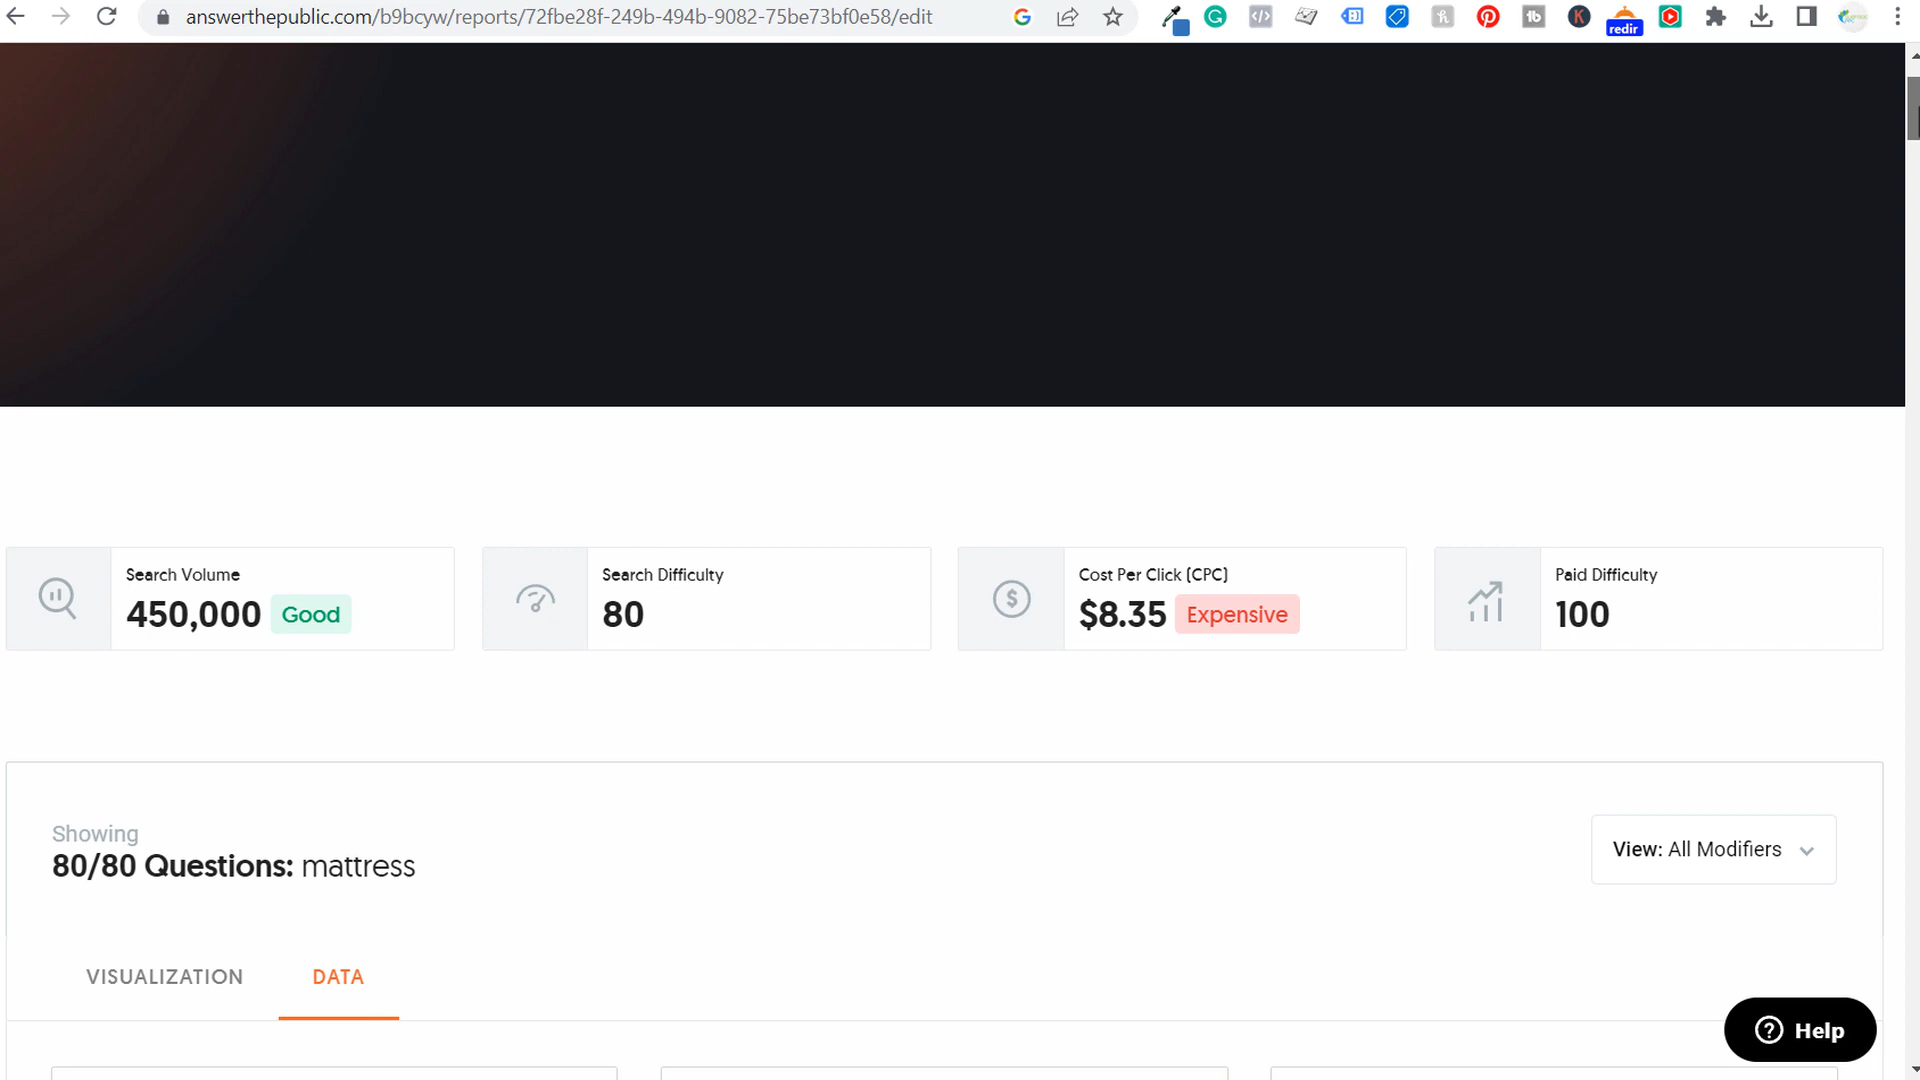 answerthepublic.com/b9bcyw/reports/72fbe28f-249b-494b-9082-75be73bf0e58/edit
redir
Search Volume
450,000 Good
Search Difficulty
80
Cost Per Click (CPC)
$8.35 Expensive
Paid Difficulty
100
Showing
80/80 Questions: mattress
View: All Modifiers
VISUALIZATION DATA
Help